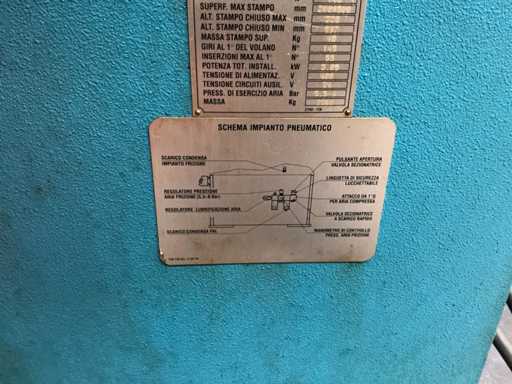 SUPERF. MAX STAMPO mm
ALT. STAMPO CHIUSO MAX mm
ALT. STAMPO CHIUSO MIN mm
MASSA STAMPO SUP. Kg
GIRI AL 1' DEL VOLANO N°
INSERZIONI MAX AL 1' N°
POTENZA TOT. INSTALL. kW
TENSIONE DI ALIMENTAZ. V
TENSIONE CIRCUITI AUSIL. V
PRESS. DI ESERCIZIO ARIA Bar
MASSA Kg
SCHEMA IMPIANTO PNEUMATICO
SCARICO CONDENSA
IMPIANTO FRIZIONE
REGOLATORE PRESSIONE
ARIA FRIZIONE
REGOLATORE LUBRIFICAZIONE ARIA
SCARICO CONDENSA FRL
PULSANTE APERTURA
VALVOLA SEZIONATRICE
LINGUETTA DI SICUREZZA
LUCCHETTABILE
ATTACCO DA 1"G
PER ARIA COMPRESSA
VALVOLA SEZIONATRICE
A SCARICO RAPIDO
MANOMETRO DI CONTROLLO
PRESS. ARIA FRIZIONE